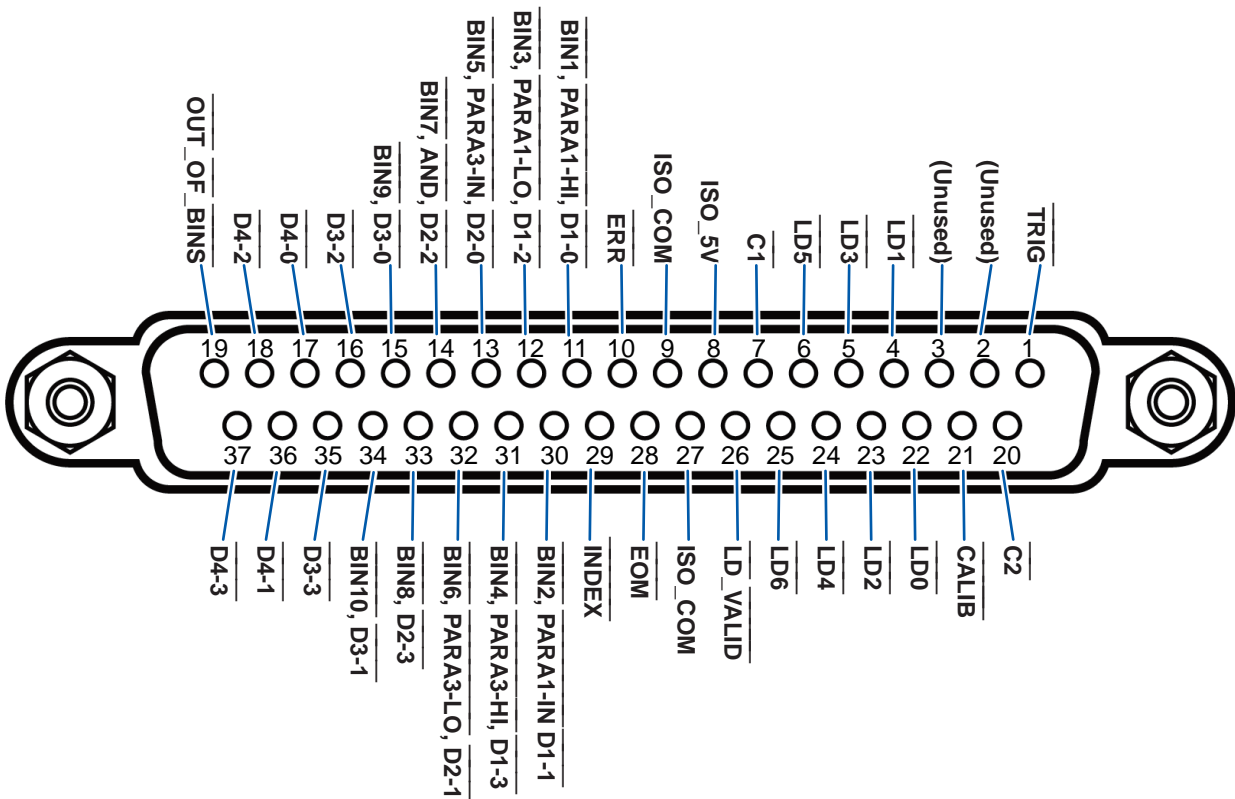 OUT_OF_BINS
D4-2
D4-0
D3-2
BIN9, D3-0
BIN7, AND, D2-2
BIN5, PARA3-IN, D2-0
BIN3, PARA1-LO, D1-2
BIN1, PARA1-HI, D1-0
ERR
ISO_COM
ISO_5V
C1
LD5
LD3
LD1
(Unused)
(Unused)
TRIG
19 18 17 16 15 14 13 12 11 10 9 8 7 6 5 4 3 2 1
37 36 35 34 33 32 31 30 29 28 27 26 25 24 23 22 21 20
D4-3
D4-1
D3-3
BIN10, D3-1
BIN8, D2-3
BIN6, PARA3-LO, D2-1
BIN4, PARA3-HI, D1-3
BIN2, PARA1-IN D1-1
INDEX
EOM
ISO_COM
LD_VALID
LD6
LD4
LD2
LD0
CALIB
C2